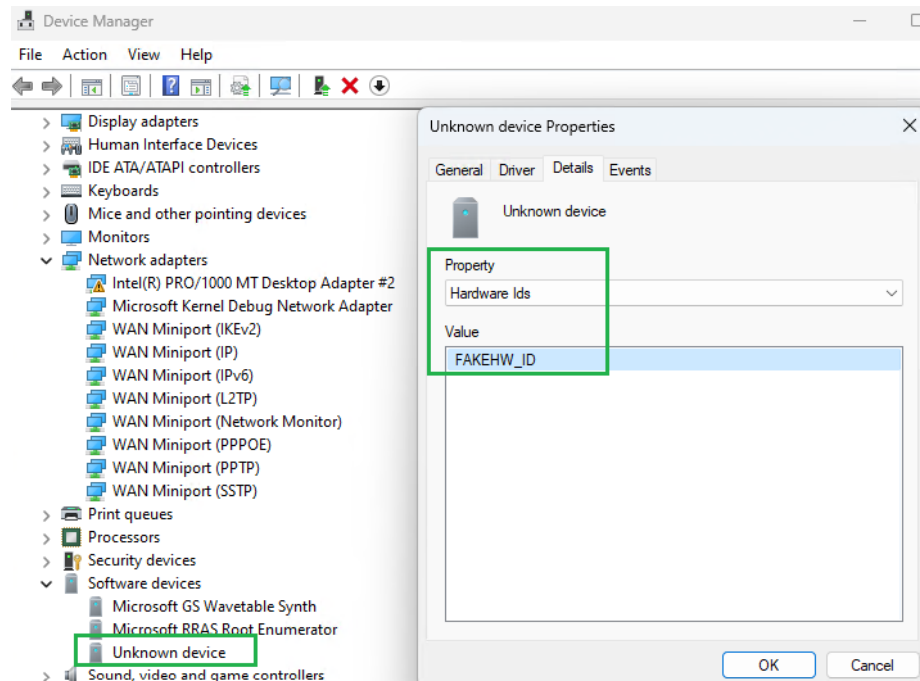 Device Manager
File Action View Help
Display adapters
Human Interface Devices
IDE ATA/ATAPI controllers
Keyboards
Mice and other pointing devices
Monitors
Network adapters
Intel(R) PRO/1000 MT Desktop Adapter #2
Microsoft Kernel Debug Network Adapter
WAN Miniport (IKEv2)
WAN Miniport (IP)
WAN Miniport (IPv6)
WAN Miniport (L2TP)
WAN Miniport (Network Monitor)
WAN Miniport (PPPOE)
WAN Miniport (PPTP)
WAN Miniport (SSTP)
Print queues
Processors
Security devices
Software devices
Microsoft GS Wavetable Synth
Microsoft RRAS Root Enumerator
Unknown device
Sound, video and game controllers
Unknown device Properties
General Driver Details Events
Unknown device
Property
Hardware Ids
Value
FAKEHW_ID
OK Cancel